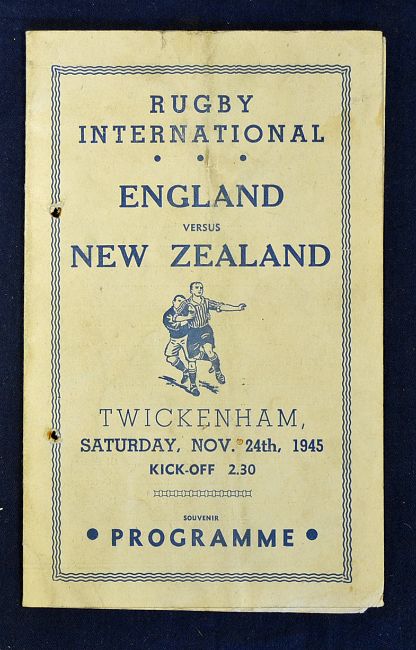 RUGBY
INTERNATIONAL
• • •
ENGLAND
VERSUS
NEW ZEALAND
TWICKENHAM,
SATURDAY, NOV. 24th, 1945
KICK-OFF 2.30
SOUVENIR
• PROGRAMME •